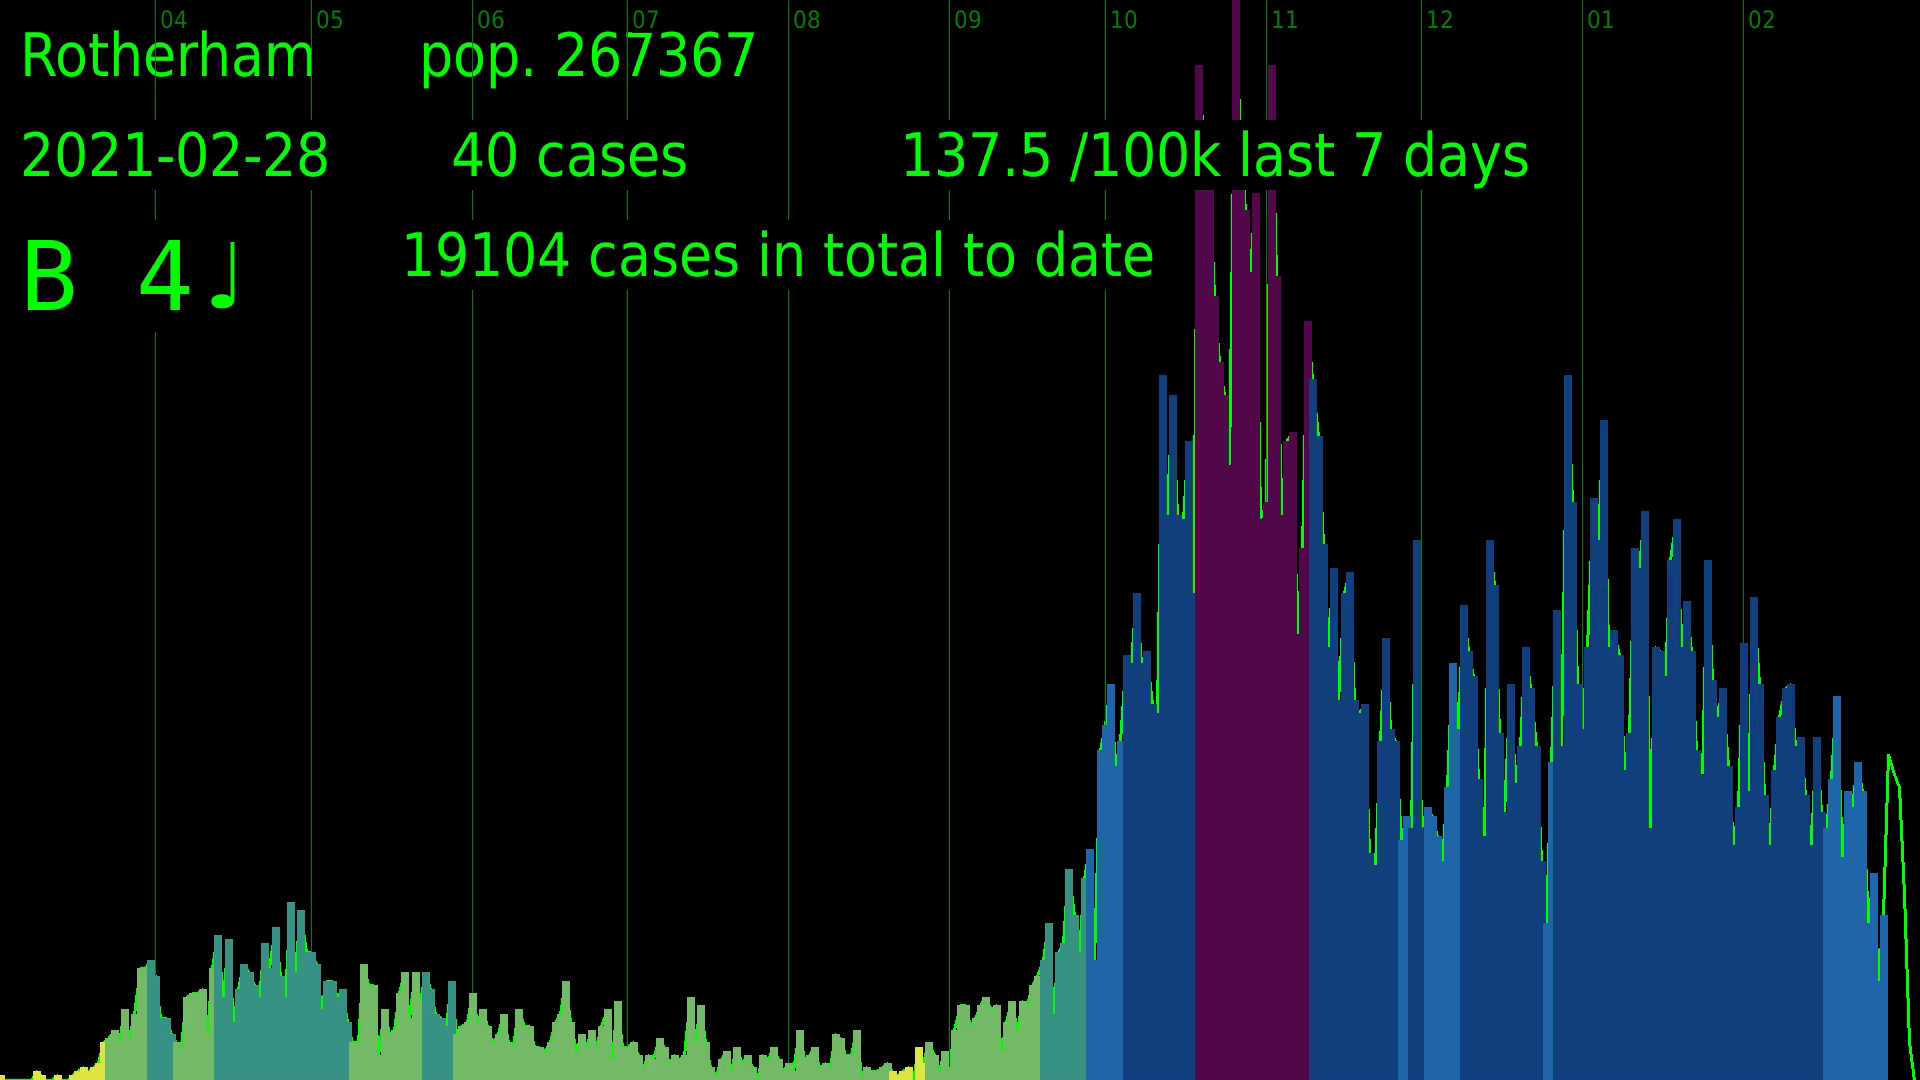 04 05 06 07 08 09 10 11 12 01 02
Rotherham pop. 267367
2021-02-28 40 cases 137.5 /100k last 7 days
B 4♩ 19104 cases in total to date